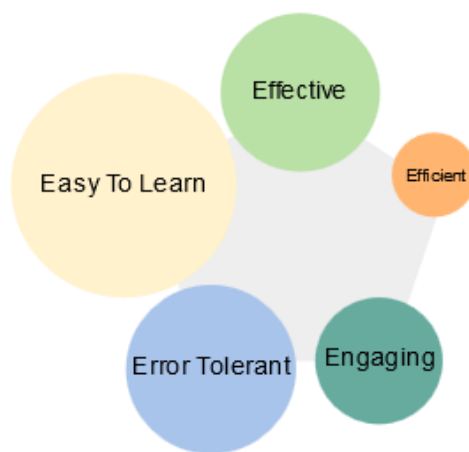 Effective
Efficient
Easy To Learn
Error Tolerant
Engaging